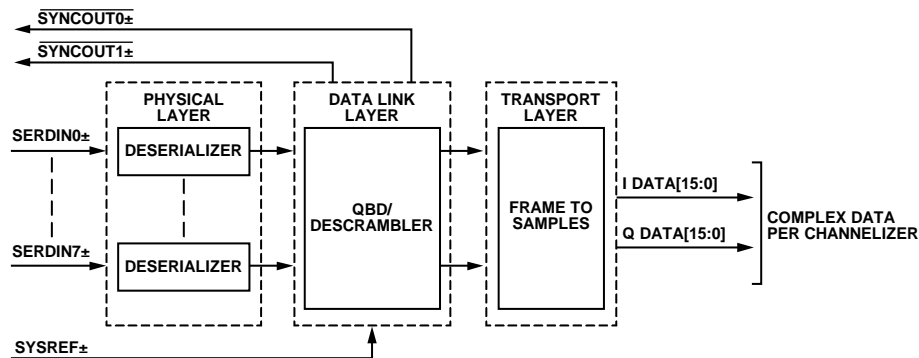 SYNCOUT0±
SYNCOUT1±
PHYSICAL
LAYER
DATA LINK
LAYER
TRANSPORT
LAYER
SERDIN0±
DESERIALIZER
QBD/
DESCRAMBLER
FRAME TO
SAMPLES
I DATA[15:0]
Q DATA[15:0]
COMPLEX DATA
PER CHANNELIZER
SERDIN7±
DESERIALIZER
SYSREF±